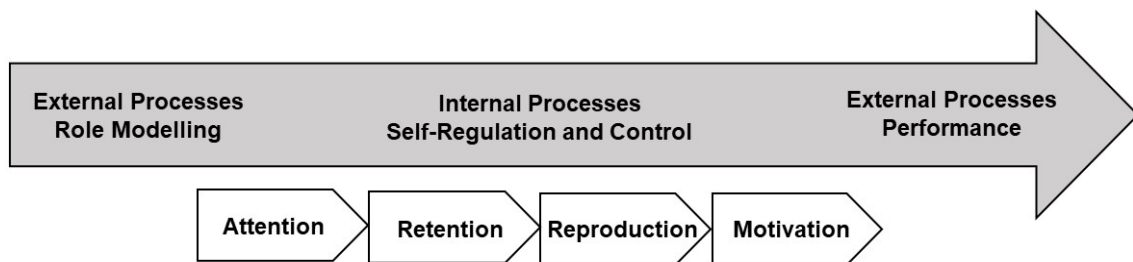 External Processes
Role Modelling
Internal Processes
Self-Regulation and Control
External Processes
Performance
Attention
Retention
Reproduction
Motivation